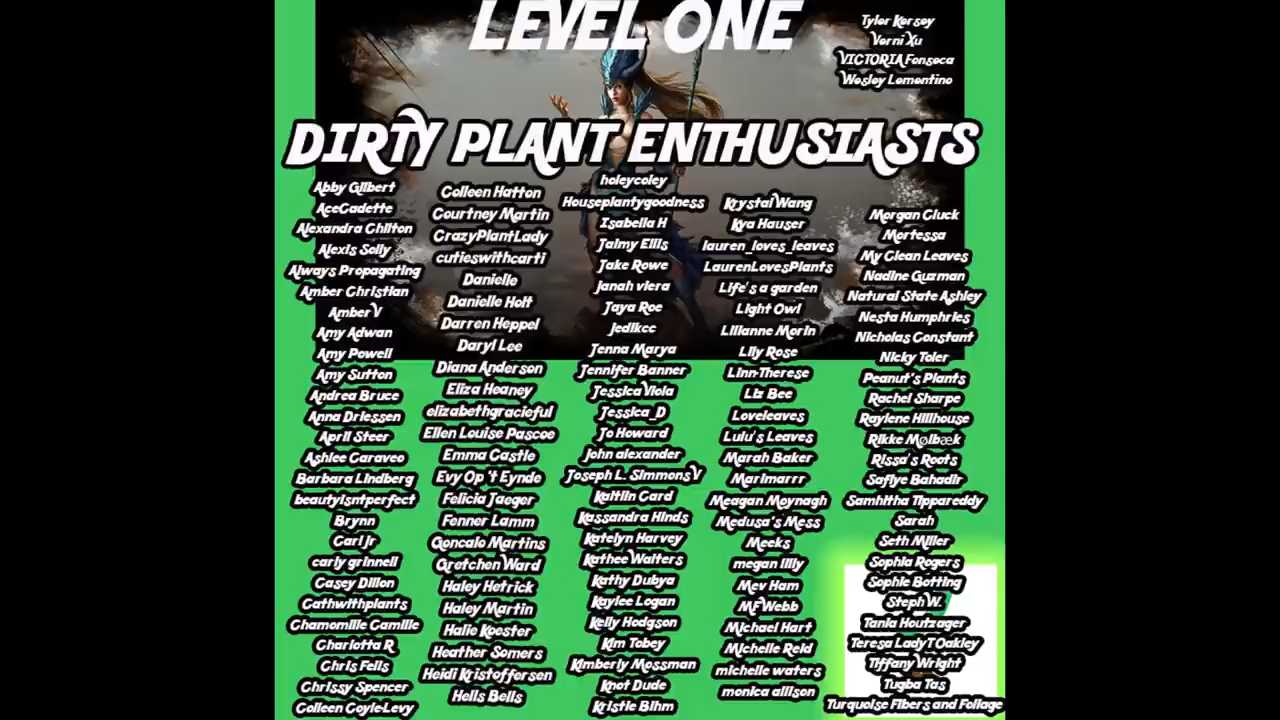 LEVEL ONE
Tyler Kersey
Verni Xu
VICTORIA Fonseca
Wesley Lomentino
DIRTY PLANT ENTHUSIASTS
Abby Gilbert
AceCadette
Alexandra Chilton
Alexis Solly
Always Propagating
Amber Christian
Amber V
Amy Adwan
Amy Powell
Amy Sutton
Andrea Bruce
Anna Driessen
April Steer
Ashlee Caraveo
Barbara Lindberg
beautyisntperfect
Brynn
Carl jr
carly grinnell
Casey Dillon
Cathwithplants
Chamomille Camille
Charlotta R
Chris Fells
Chrissy Spencer
Colleen Coyle-Levy
Colleen Hatton
Courtney Martin
CrazyPlantLady
cutieswithcarti
Danielle
Danielle Holt
Darren Heppel
Daryl Lee
Diana Anderson
Eliza Heaney
elizabethgracieful
Ellen Louise Pascoe
Emma Castle
Evy Op 't Eynde
Felicia Jaeger
Fenner Lamm
Goncalo Martins
Gretchen Ward
Haley Hetrick
Haley Martin
Halie Koester
Heather Somers
Heidi Kristoffersen
Hells Bells
holeycoley
Houseplantygoodness
Isabella H
Jaimy Ellis
Jake Rowe
janah viera
Jaya Roe
jedikcc
Jenna Marya
Jennifer Banner
Jessica Viola
Jessica_D
Jo Howard
John alexander
Joseph L. Simmons V
Kaitlin Card
Kassandra Hinds
Katelyn Harvey
Kathee Walters
Kathy Dubya
Kaylee Logan
Kelly Hodgson
Kim Tobey
Kimberly Mossman
Knot Dude
Kristie Bihm
Krystal Wang
Kya Hauser
lauren_loves_leaves
LaurenLovesPlants
Life's a garden
Light Owl
Lilianne Morin
Lily Rose
Linn-Therese
Liz Bee
Loveleaves
Lulu's Leaves
Marah Baker
Marimarrr
Meagan Moynagh
Medusa's Mess
Meeks
megan lilly
Mev Ham
MF Webb
Michael Hart
Michelle Reid
michelle waters
monica allison
Morgan Gluck
Mortessa
My Clean Leaves
Nadine Guzman
Natural State Ashley
Nesta Humphries
Nicholas Constant
Nicky Toler
Peanut's Plants
Rachel Sharpe
Raylene Hillhouse
Rikke Mølbæk
Rissa's Roots
Safiye Bahadir
Samhitha Tippareddy
Sarah
Seth Miller
Sophia Rogers
Sophie Botting
Steph W.
Tania Houtzager
Teresa LadyT Oakley
Tiffany Wright
Tugba Tas
Turquoise Fibers and Foliage